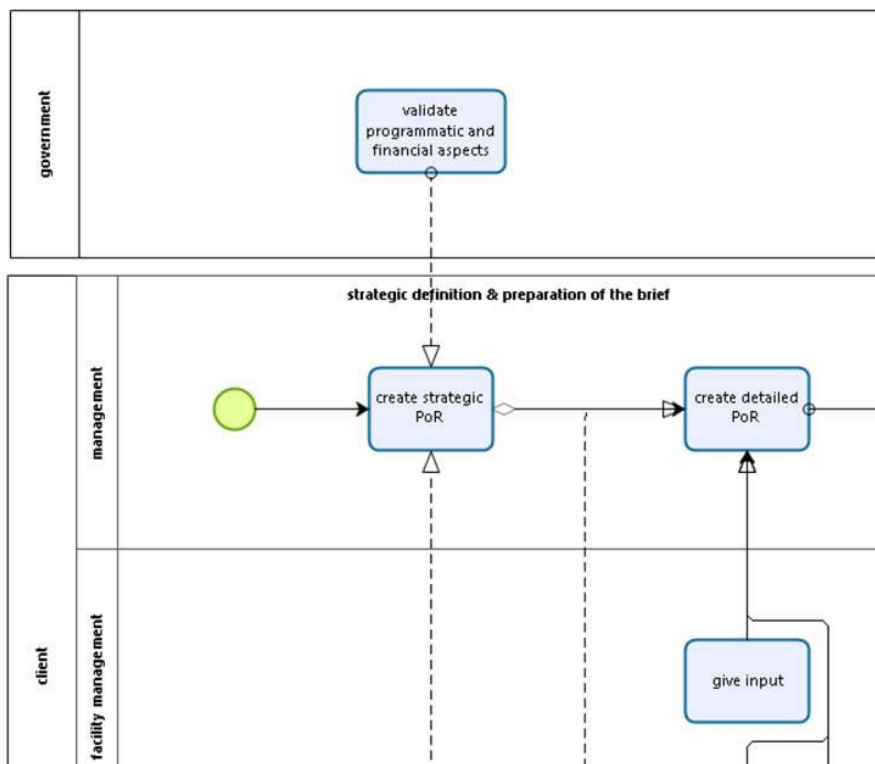 government
validate
programmatic and
financial aspects
client
management
strategic definition & preparation of the brief
create strategic
PoR
create detailed
PoR
facility management
give input